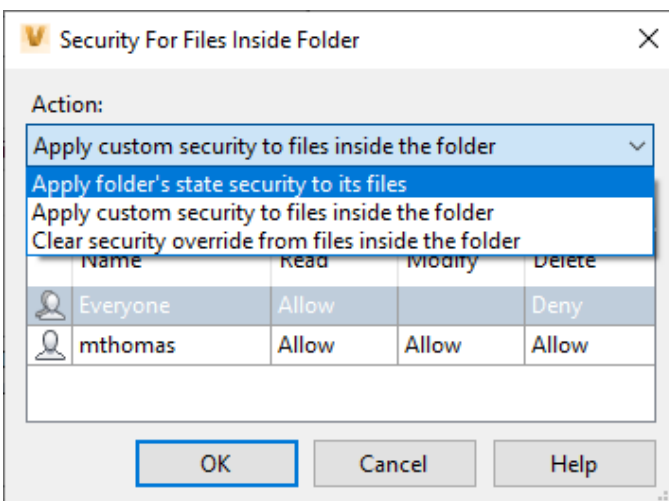 Security For Files Inside Folder
Action:
Apply custom security to files inside the folder
Apply folder's state security to its files
Apply custom security to files inside the folder
Clear security override from files inside the folder
Name Read Modify Delete
Everyone Allow Deny
mthomas Allow Allow Allow
OK Cancel Help